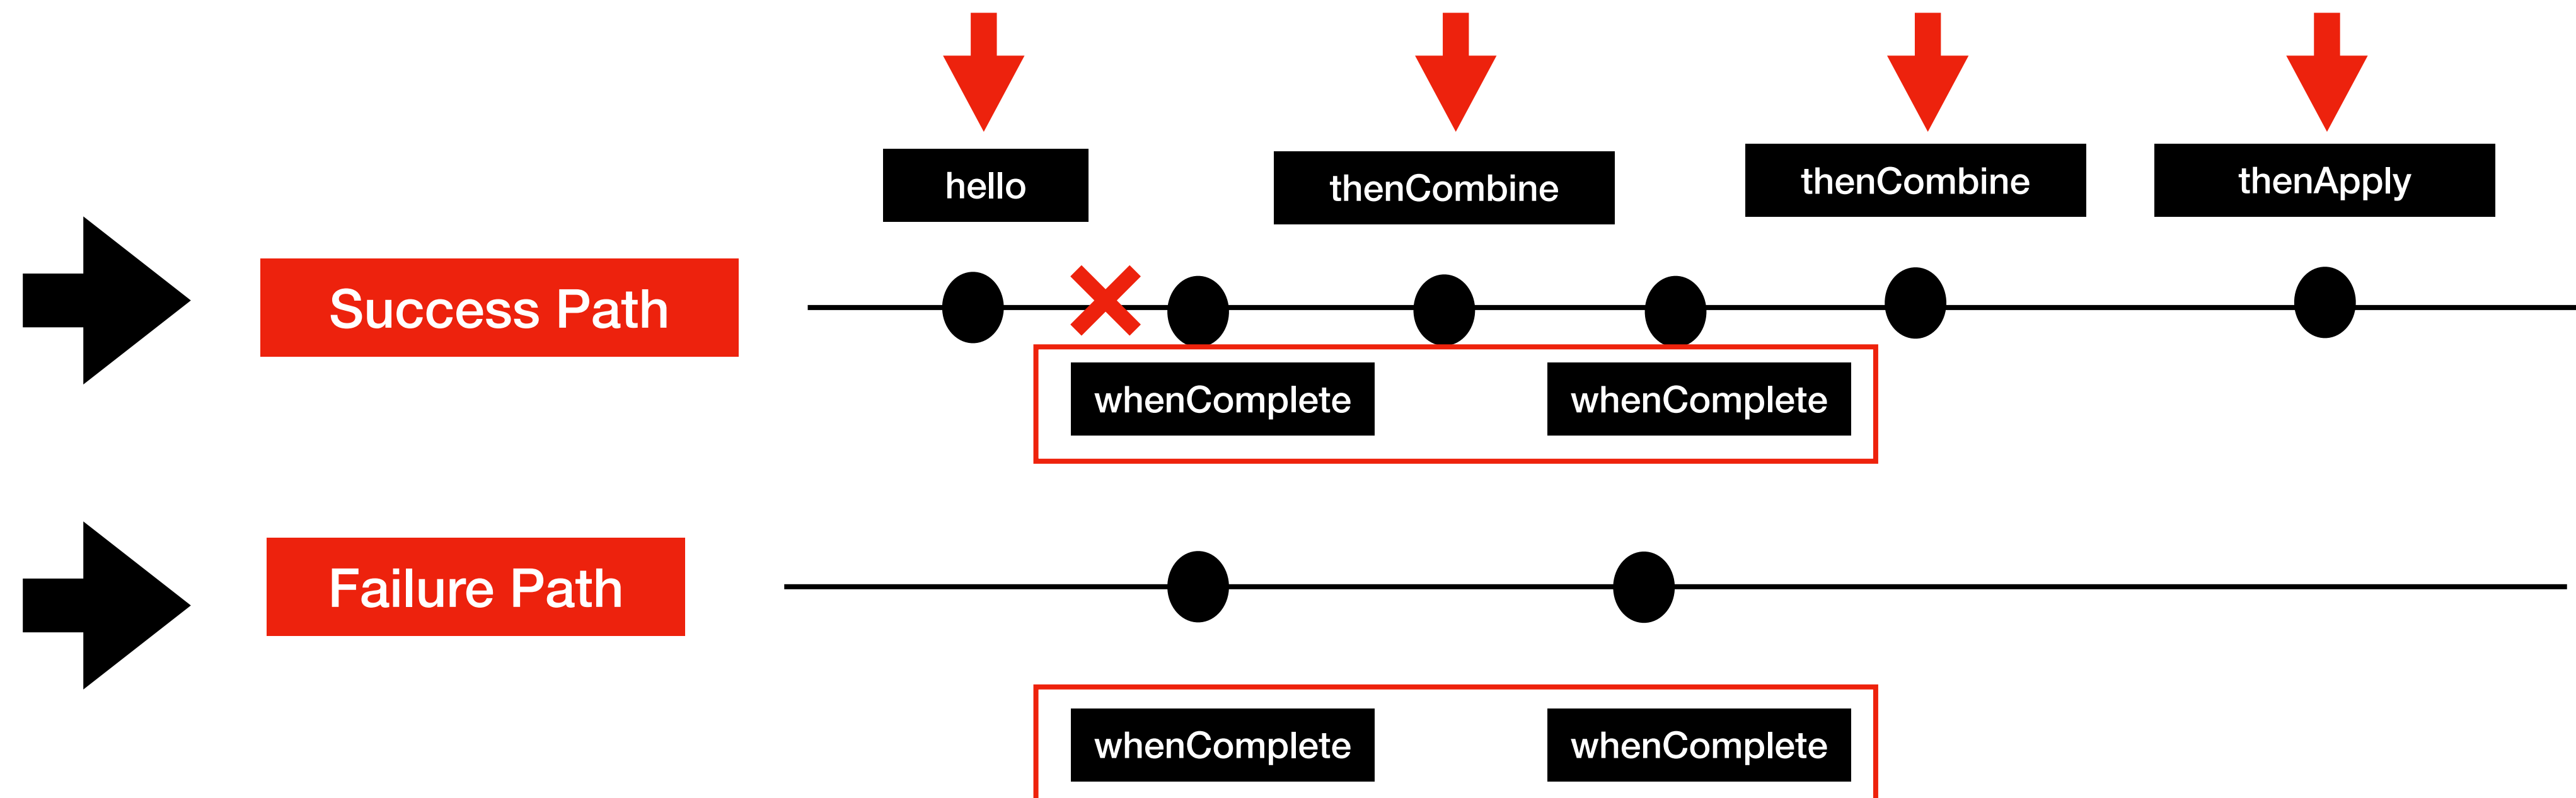 hello
thenCombine
thenCombine
thenApply
Success Path
whenComplete
whenComplete
Failure Path
whenComplete
whenComplete